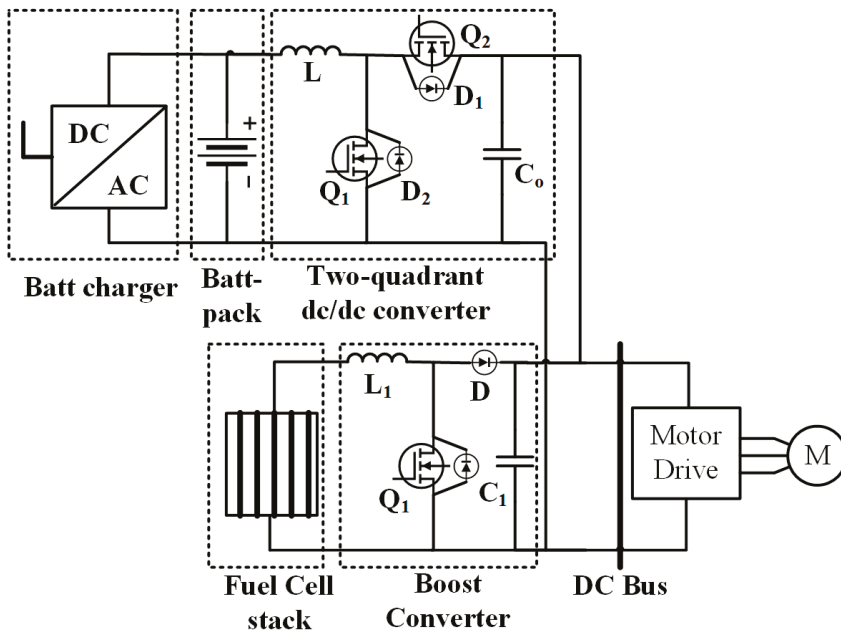 DC
AC
+
-
L
Q2
D1
Q1
D2
Co
Batt charger
Batt-
pack
Two-quadrant
dc/dc converter
L1
D
Q1
C1
Motor
Drive
M
Fuel Cell
stack
Boost
Converter
DC Bus